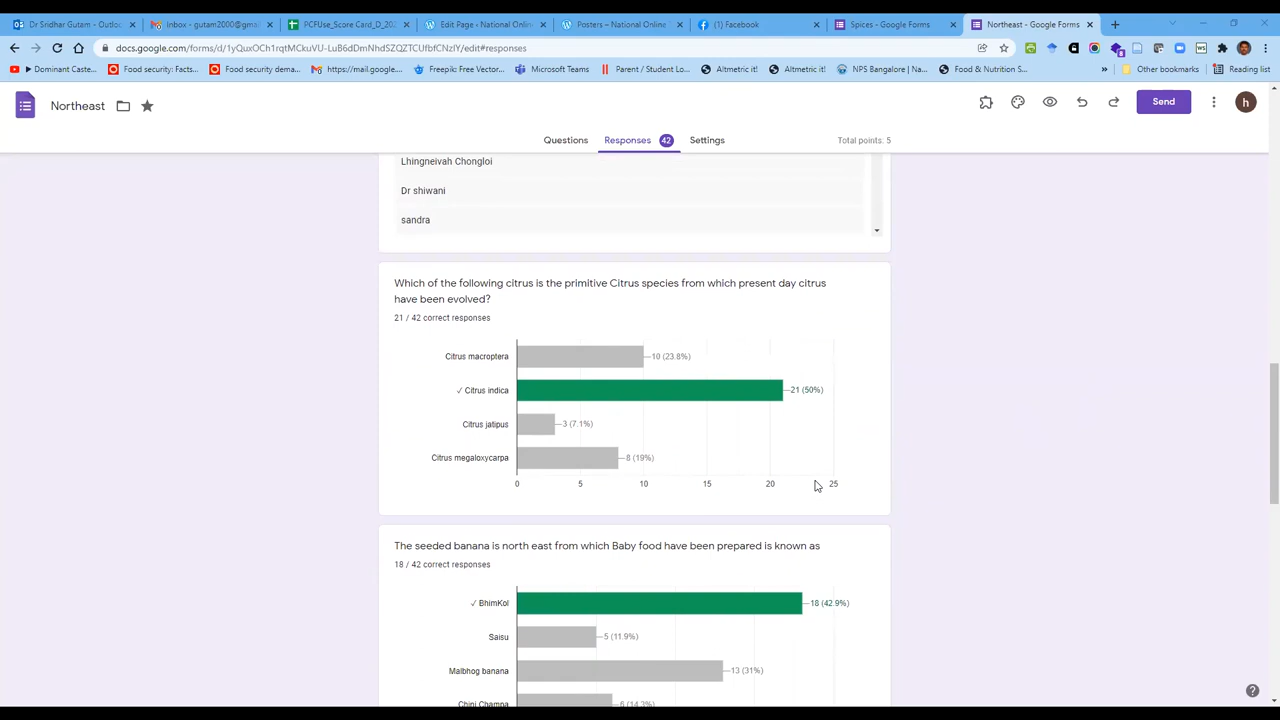 Dr Sridhar Gutam - Outloo
Inbox - gutam2000@gma
PCFUse_Score Card_D_202
Edit Page - National Onlin
Posters – National Online
(1) Facebook
Spices - Google Forms
Northeast - Google Forms
docs.google.com/forms/d/1yQuxOCh1rqtMCkuVU-LuB6dDmNhdSZQZTCUfbfCNzIY/edit#responses
Dominant Caste...
Food security: Facts...
Food security dema...
https://mail.google...
Freepik: Free Vector...
Microsoft Teams
Parent / Student Lo...
Altmetric it!
Altmetric it!
NPS Bangalore | Na...
Food & Nutrition S...
»
Other bookmarks
Reading list
Northeast
Send
h
Questions
Responses 42
Settings
Total points: 5
Lhingneivah Chongloi
Dr shiwani
sandra
Which of the following citrus is the primitive Citrus species from which present day citrus
have been evolved?
21 / 42 correct responses
Citrus macroptera
10 (23.8%)
✓ Citrus indica
21 (50%)
Citrus jatipus
3 (7.1%)
Citrus megaloxycarpa
8 (19%)
0 5 10 15 20 25
The seeded banana is north east from which Baby food have been prepared is known as
18 / 42 correct responses
✓ BhimKol
18 (42.9%)
Saisu
5 (11.9%)
Malbhog banana
13 (31%)
Chini Champa
6 (14.3%)